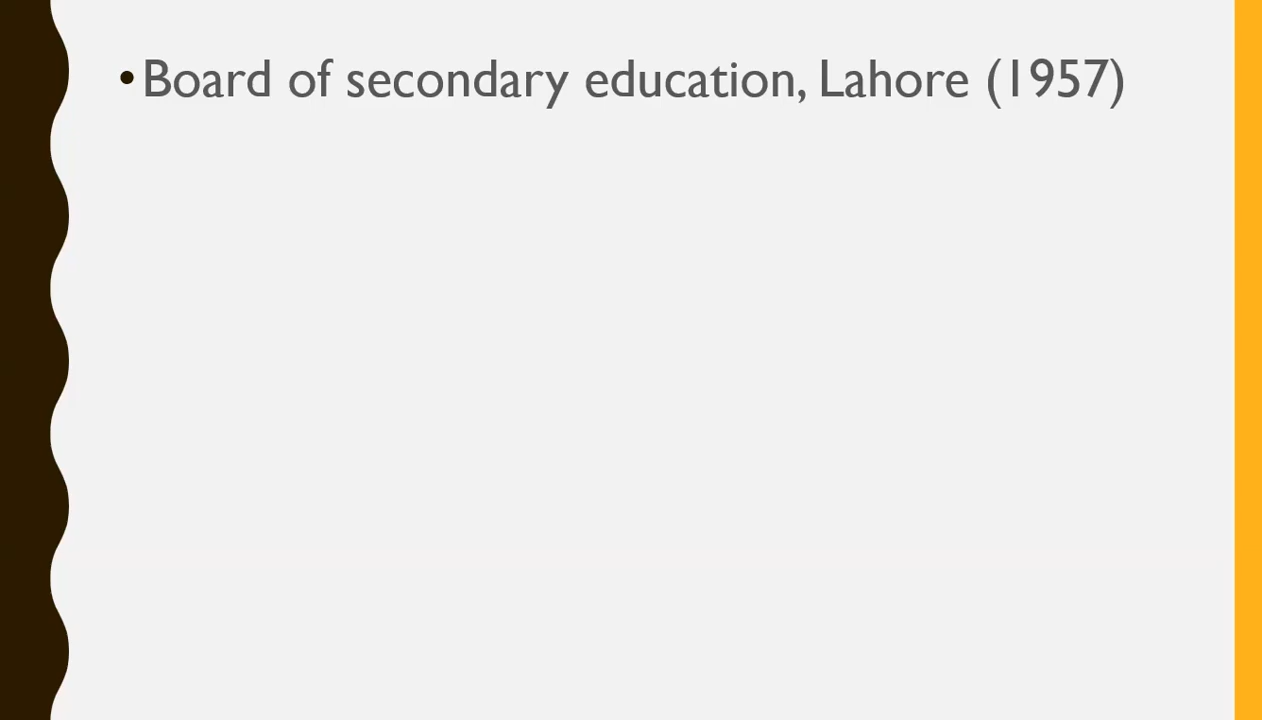 •Board of secondary education, Lahore (1957)